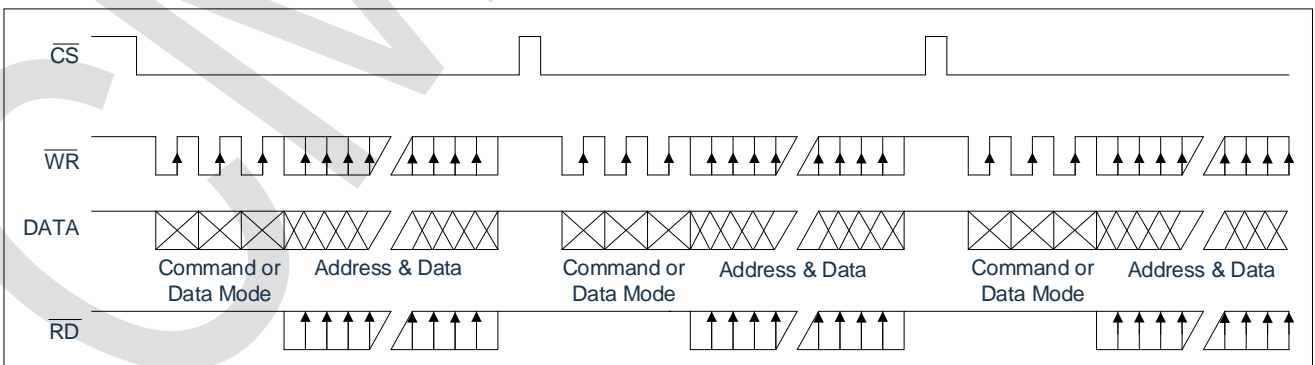 CS
WR
DATA
Command or
Data Mode
Address & Data
Command or
Data Mode
Address & Data
Command or
Data Mode
Address & Data
RD